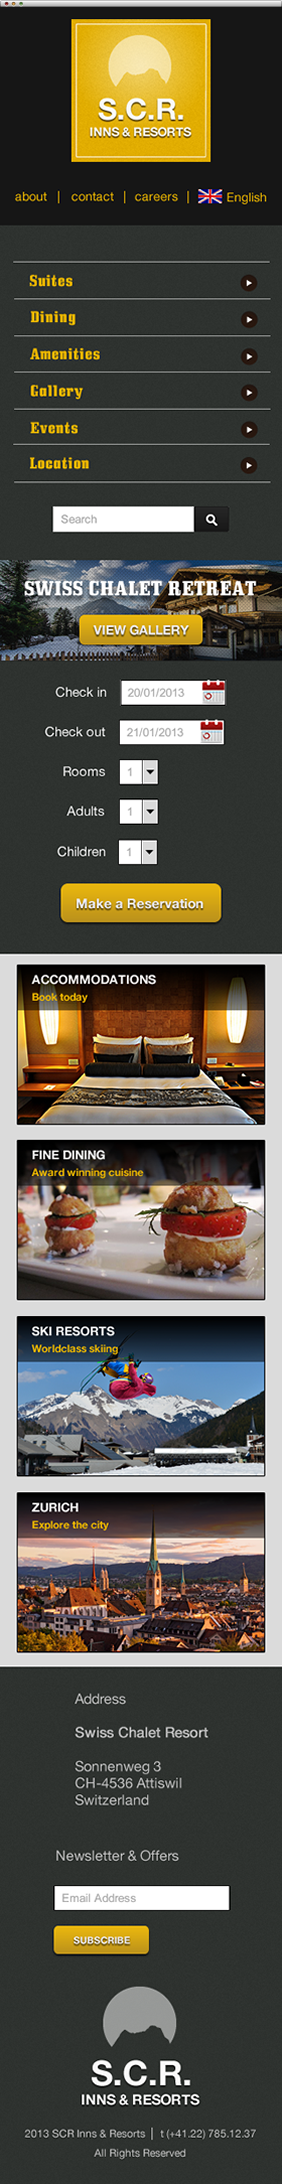 S.C.R.
INNS & RESORTS
about | contact | careers | English
Suites
Dining
Amenities
Gallery
Events
Location
Search
SWISS CHALET RETREAT
VIEW GALLERY
Check in 20/01/2013
Check out 21/01/2013
Rooms 1
Adults 1
Children 1
Make a Reservation
ACCOMMODATIONS
Book today
FINE DINING
Award winning cuisine
SKI RESORTS
Worldclass skiing
ZURICH
Explore the city
Address
Swiss Chalet Resort
Sonnenweg 3
CH-4536 Attiswil
Switzerland
Newsletter & Offers
Email Address
SUBSCRIBE
S.C.R.
INNS & RESORTS
2013 SCR Inns & Resorts | t (+41.22) 785.12.37
All Rights Reserved